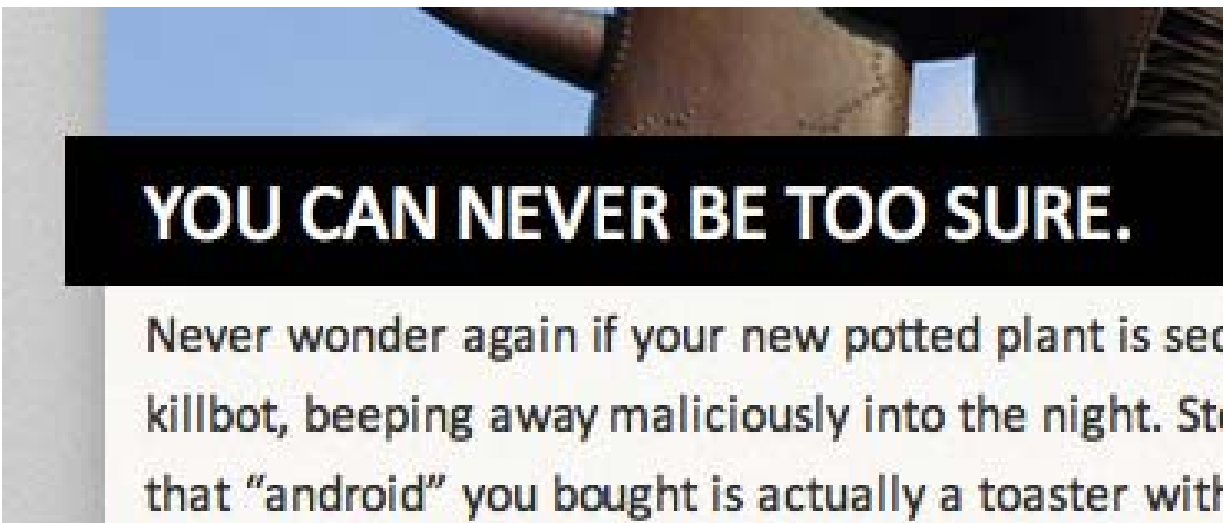 YOU CAN NEVER BE TOO SURE.
Never wonder again if your new potted plant is
killbot, beeping away maliciously into the night.
that “android” you bought is actually a toaster